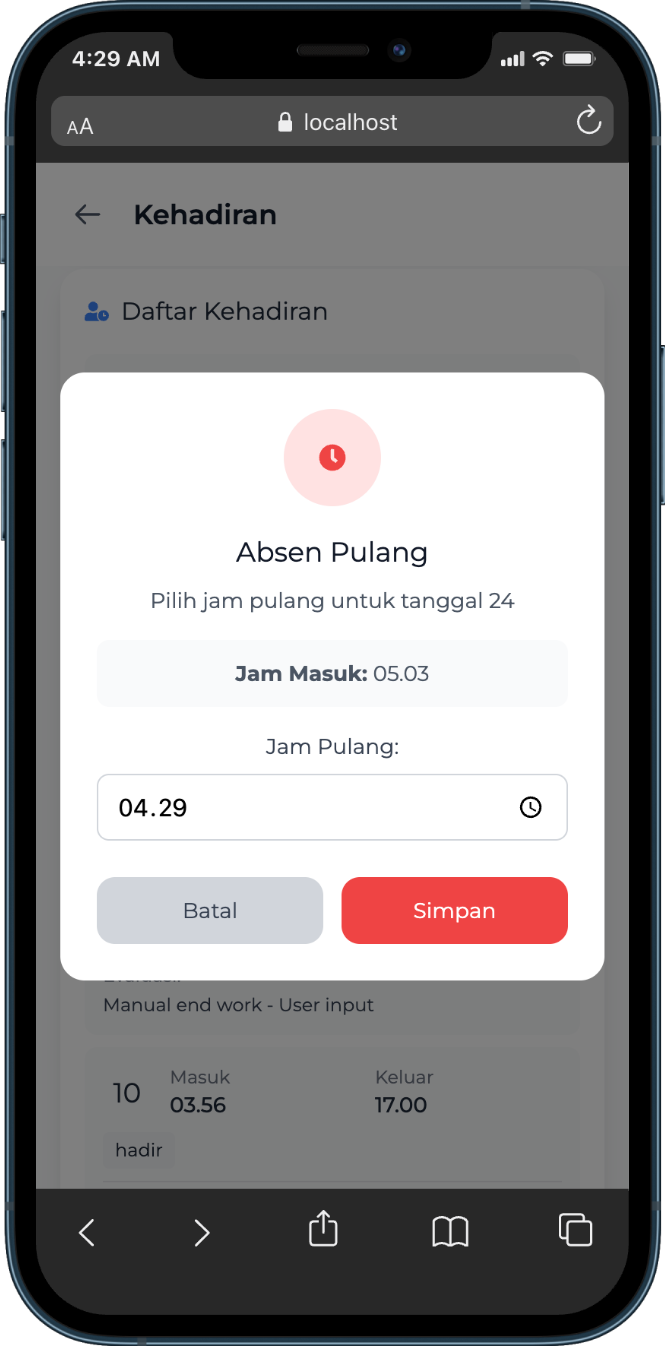 4:29 AM
AA
localhost
Kehadiran
Daftar Kehadiran
Absen Pulang
Pilih jam pulang untuk tanggal 24
Jam Masuk: 05.03
Jam Pulang:
04.29
Batal
Simpan
Manual end work - User input
10
Masuk
Keluar
03.56
17.00
hadir